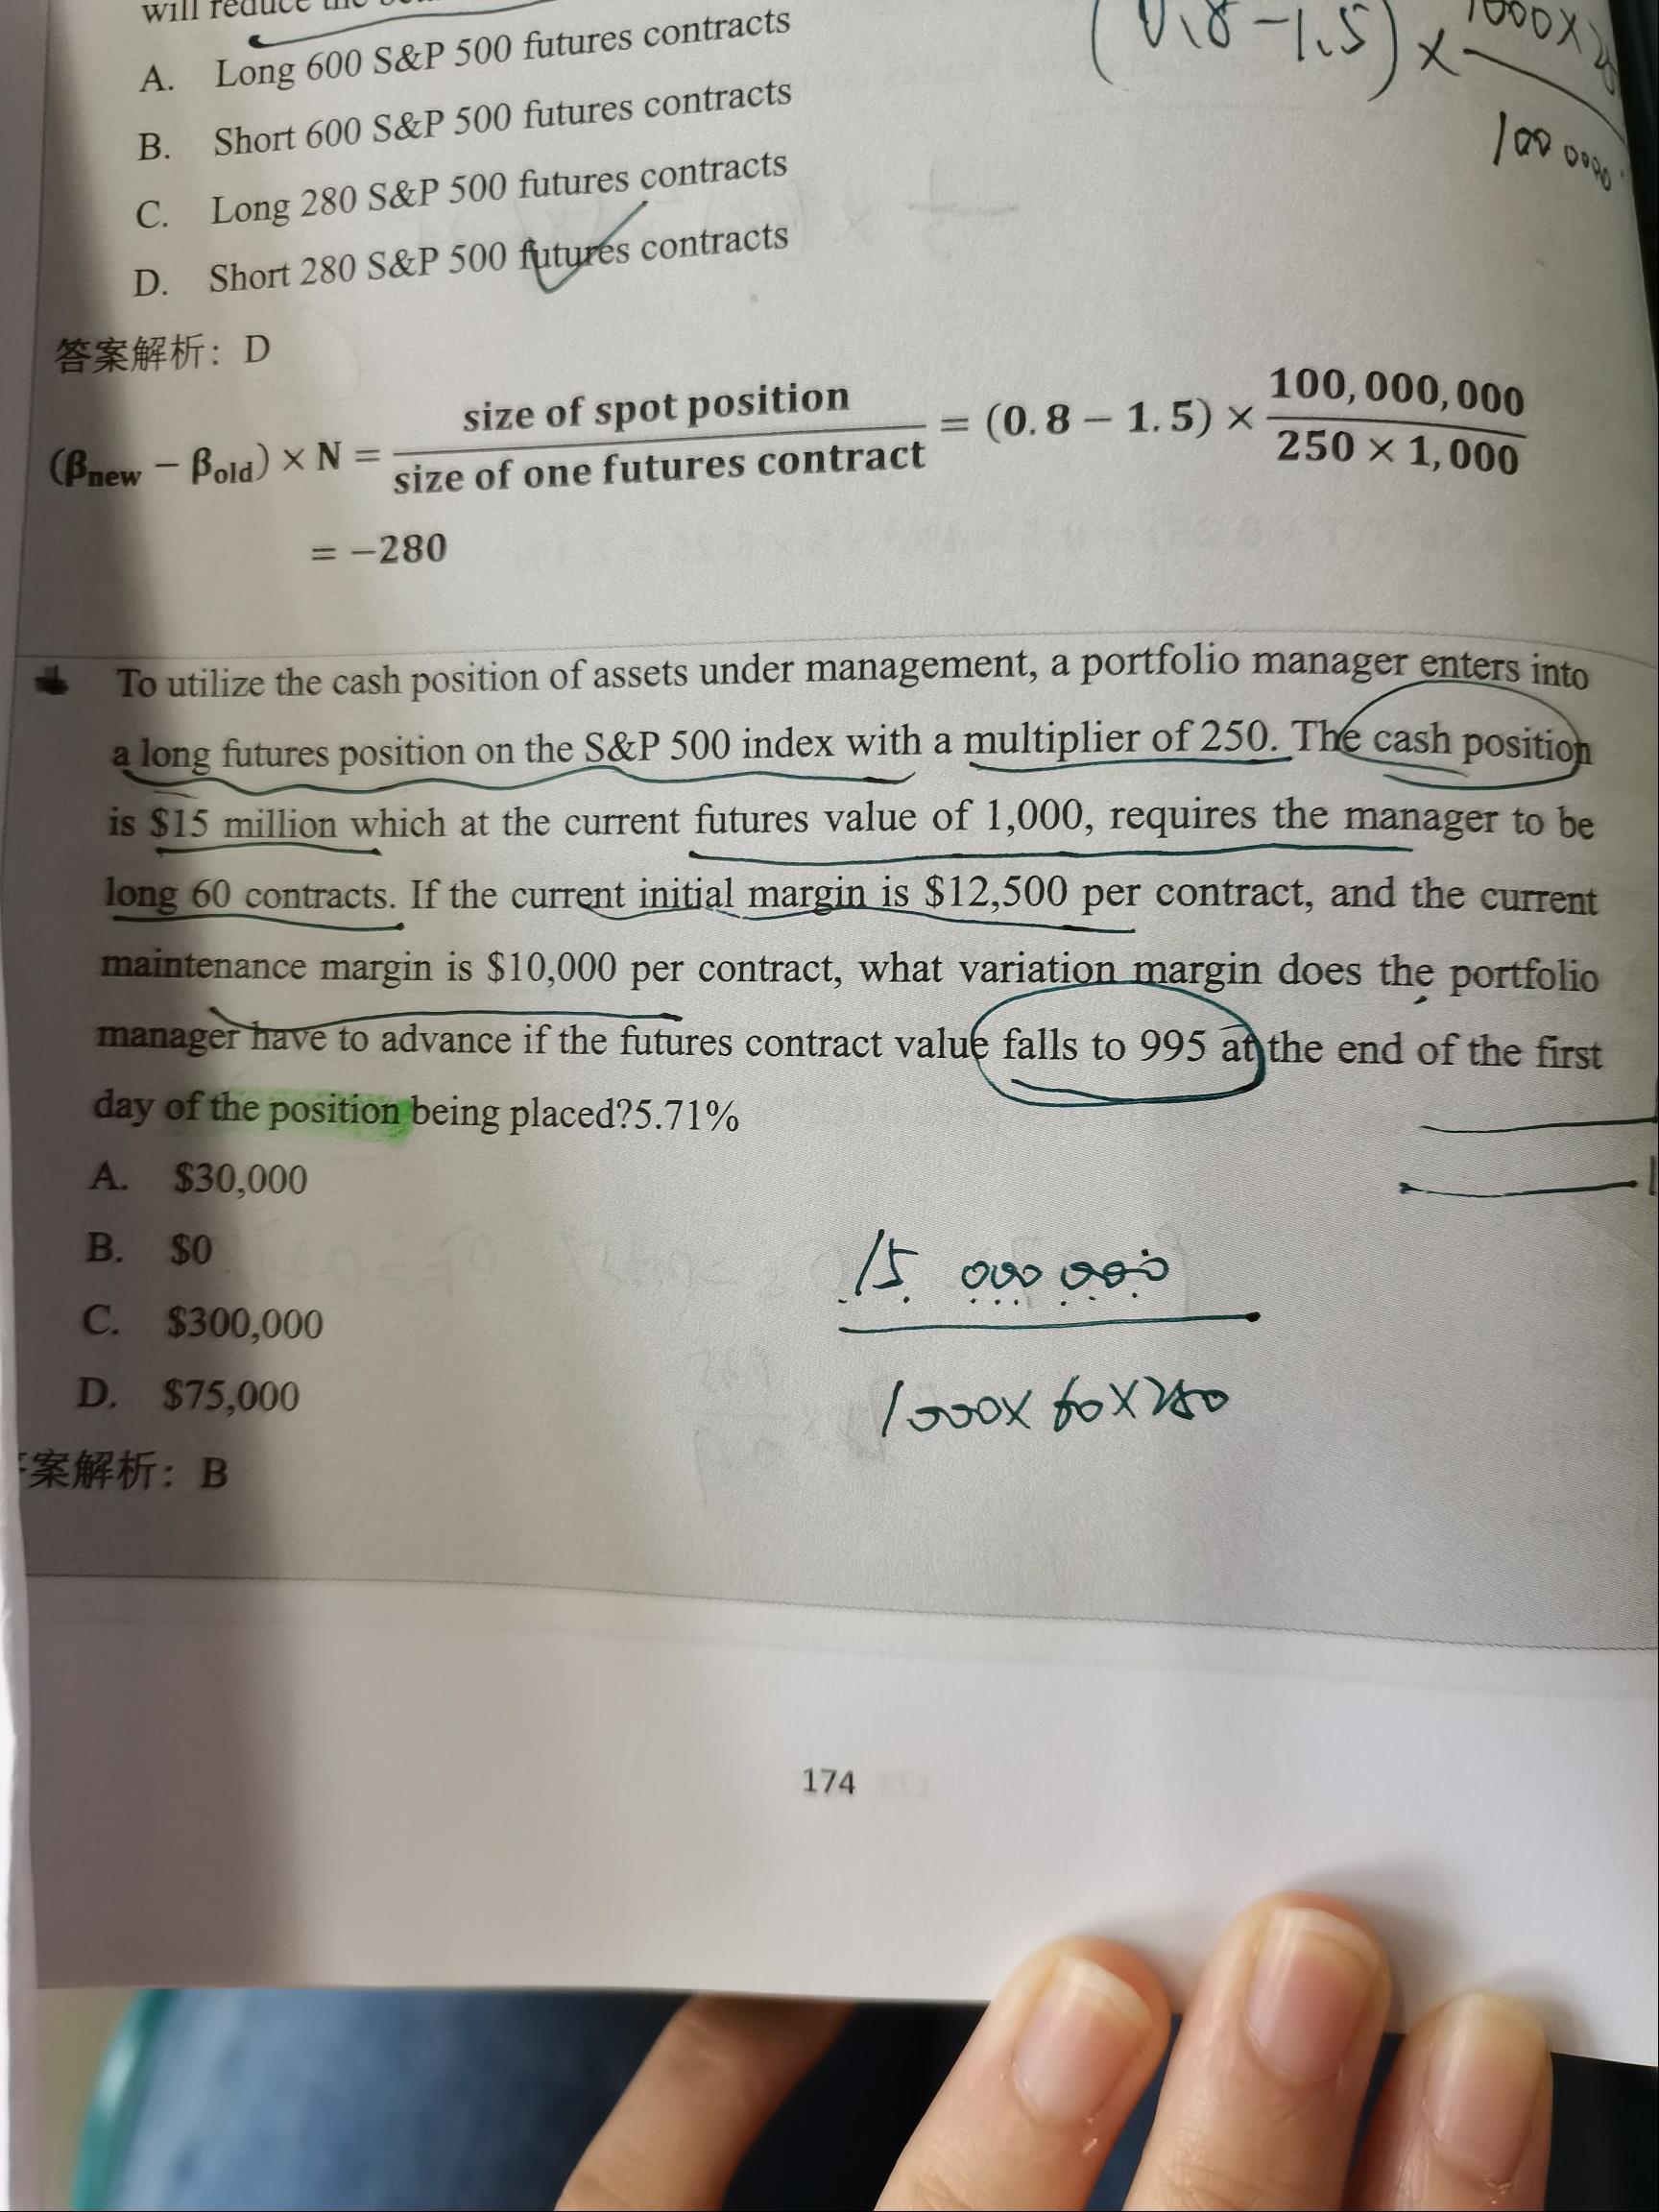 will reduce the
A. Long 600 S&P 500 futures contracts
B. Short 600 S&P 500 futures contracts
C. Long 280 S&P 500 futures contracts
D. Short 280 S&P 500 futures contracts
(0.8-1.5) × 1000×
答案解析：D
(βnew − βold) × N = size of spot position / size of one futures contract = (0.8 − 1.5) × 100,000,000 / 250 × 1,000
= −280
To utilize the cash position of assets under management, a portfolio manager enters into
a long futures position on the S&P 500 index with a multiplier of 250. The cash position
is $15 million which at the current futures value of 1,000, requires the manager to be
long 60 contracts. If the current initial margin is $12,500 per contract, and the current
maintenance margin is $10,000 per contract, what variation margin does the portfolio
manager have to advance if the futures contract value falls to 995 at the end of the first
day of the position being placed?5.71%
A. $30,000
B. $0
C. $300,000
D. $75,000
15 000 000
1000× 60×250
案解析：B
174